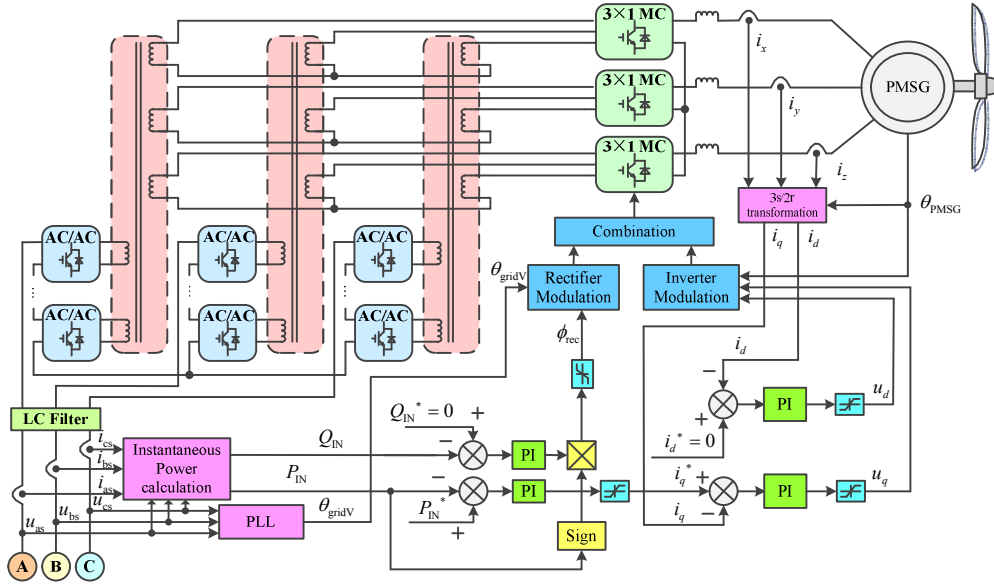 3×1 MC
i_x
PMSG
3×1 MC
i_y
3×1 MC
i_z
3s/2r
transformation
θ_PMSG
AC/AC
AC/AC
AC/AC
Combination
i_q
i_d
θ_gridV
Rectifier
Modulation
Inverter
Modulation
...
...
...
AC/AC
AC/AC
AC/AC
ϕ_rec
i_d
−
PI
u_d
+
i_d* = 0
LC Filter
Q_IN* = 0
+
i_cs
i_bs
i_as
u_cs
u_bs
u_as
Instantaneous
Power
calculation
Q_IN
−
PI
P_IN
−
PI
P_IN*
+
i_q*
+
PI
u_q
i_q
−
PLL
θ_gridV
Sign
A
B
C